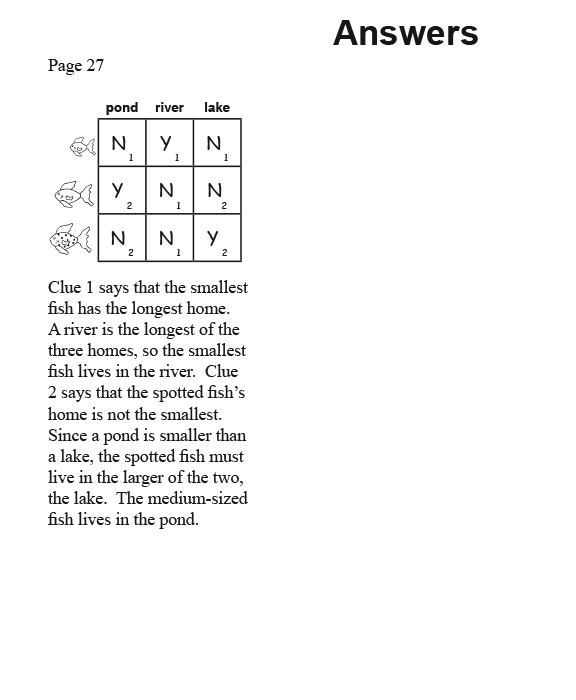 Answers
Page 27
pond river lake
N 1 Y 1 N 1
Y 2 N 1 N 2
N 2 N 1 Y 2
Clue 1 says that the smallest
fish has the longest home.
A river is the longest of the
three homes, so the smallest
fish lives in the river. Clue
2 says that the spotted fish’s
home is not the smallest.
Since a pond is smaller than
a lake, the spotted fish must
live in the larger of the two,
the lake. The medium-sized
fish lives in the pond.